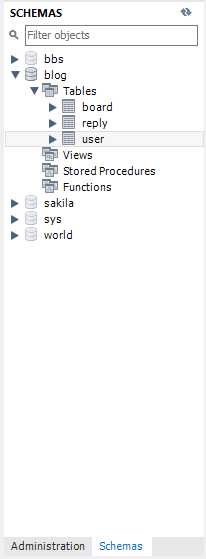 SCHEMAS
Filter objects
bbs
blog
Tables
board
reply
user
Views
Stored Procedures
Functions
sakila
sys
world
Administration Schemas